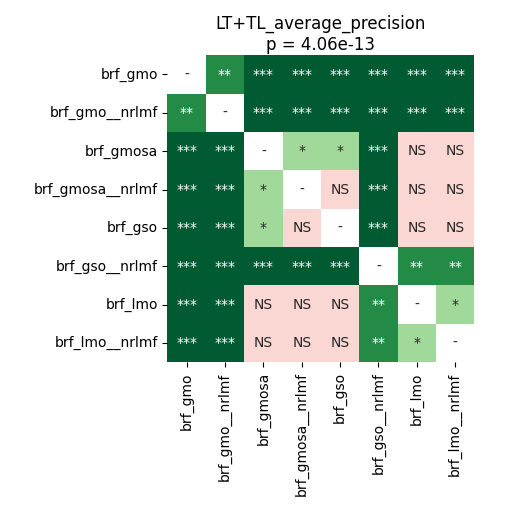 LT+TL_average_precision
p = 4.06e-13
brf_gmo - ** *** *** *** *** *** ***
brf_gmo__nrlmf ** - *** *** *** *** *** ***
brf_gmosa *** *** - * * *** NS NS
brf_gmosa__nrlmf *** *** * - NS *** NS NS
brf_gso *** *** * NS - *** NS NS
brf_gso__nrlmf *** *** *** *** *** - ** **
brf_lmo *** *** NS NS NS ** - *
brf_lmo__nrlmf *** *** NS NS NS ** * -
brf_gmo
brf_gmo__nrlmf
brf_gmosa
brf_gmosa__nrlmf
brf_gso
brf_gso__nrlmf
brf_lmo
brf_lmo__nrlmf